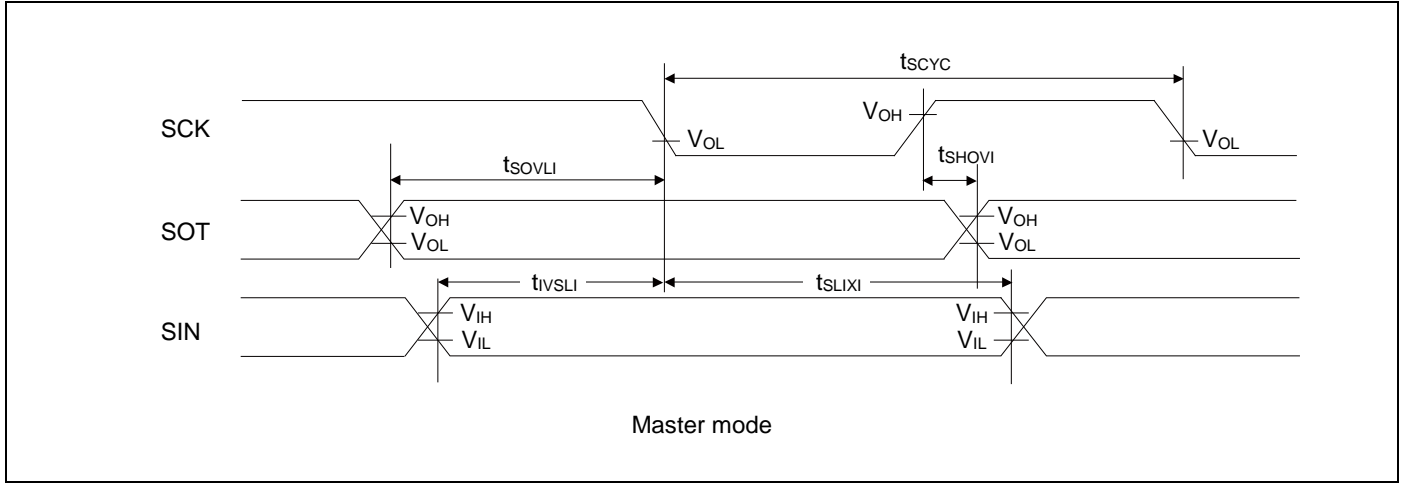 tSCYC
SCK
VOL
VOH
VOL
tSOVLI
tSHOVI
SOT
VOH
VOL
VOH
VOL
tIVSLI
tSLIXI
SIN
VIH
VIL
VIH
VIL
Master mode